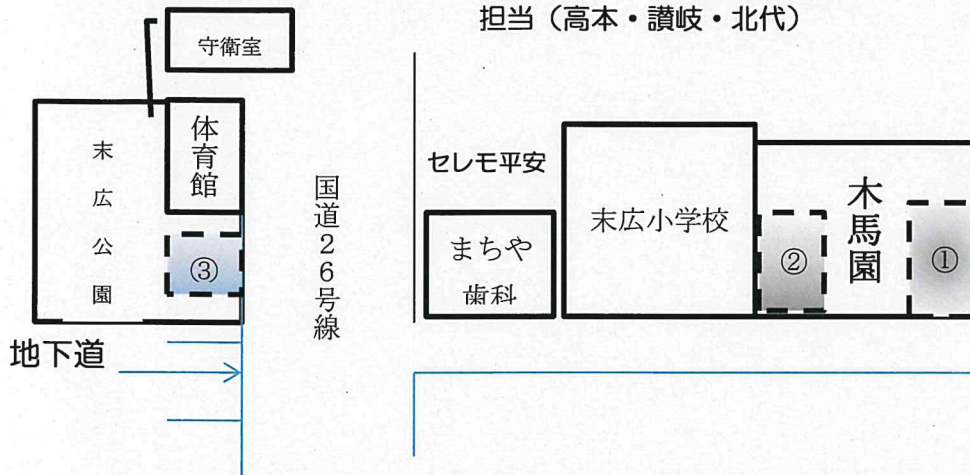 担当（高本・讃岐・北代）
守衛室
体育館
末広公園
③
地下道
国道２６号線
セレモ平安
まちや
歯科
末広小学校
②
木馬園
①